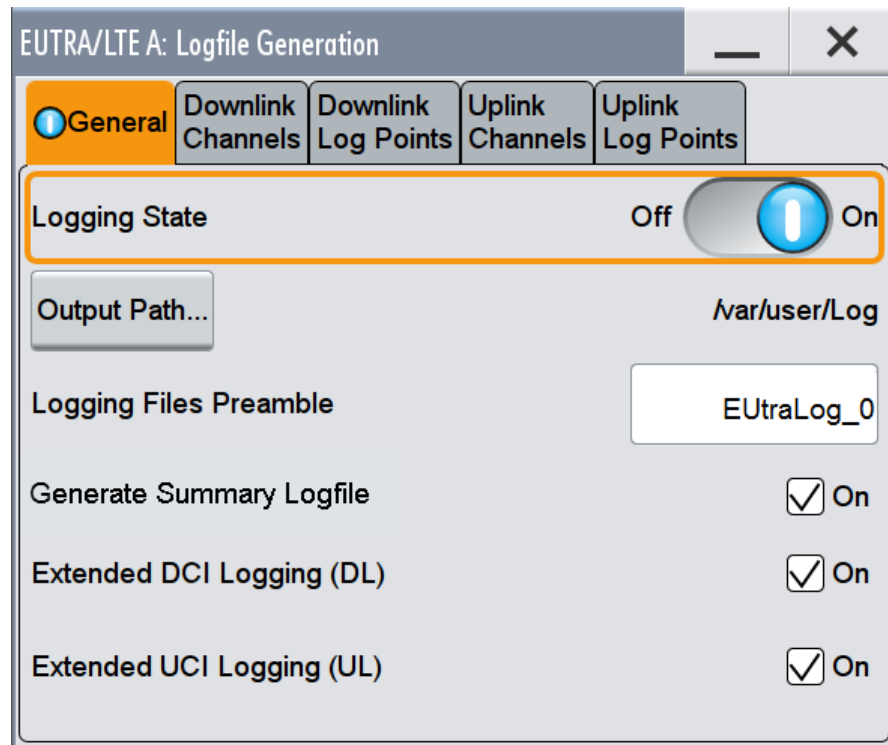 EUTRA/LTE A: Logfile Generation
General
Downlink Channels
Downlink Log Points
Uplink Channels
Uplink Log Points
Logging State Off On
Output Path... /var/user/Log
Logging Files Preamble EUtraLog_0
Generate Summary Logfile On
Extended DCI Logging (DL) On
Extended UCI Logging (UL) On